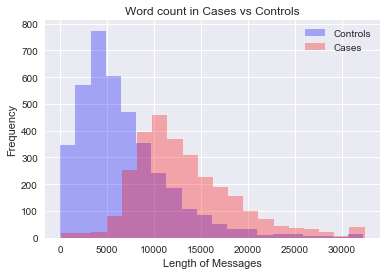 Word count in Cases vs Controls
Controls
Cases
Frequency
800
700
600
500
400
300
200
100
0
0 5000 10000 15000 20000 25000 30000
Length of Messages